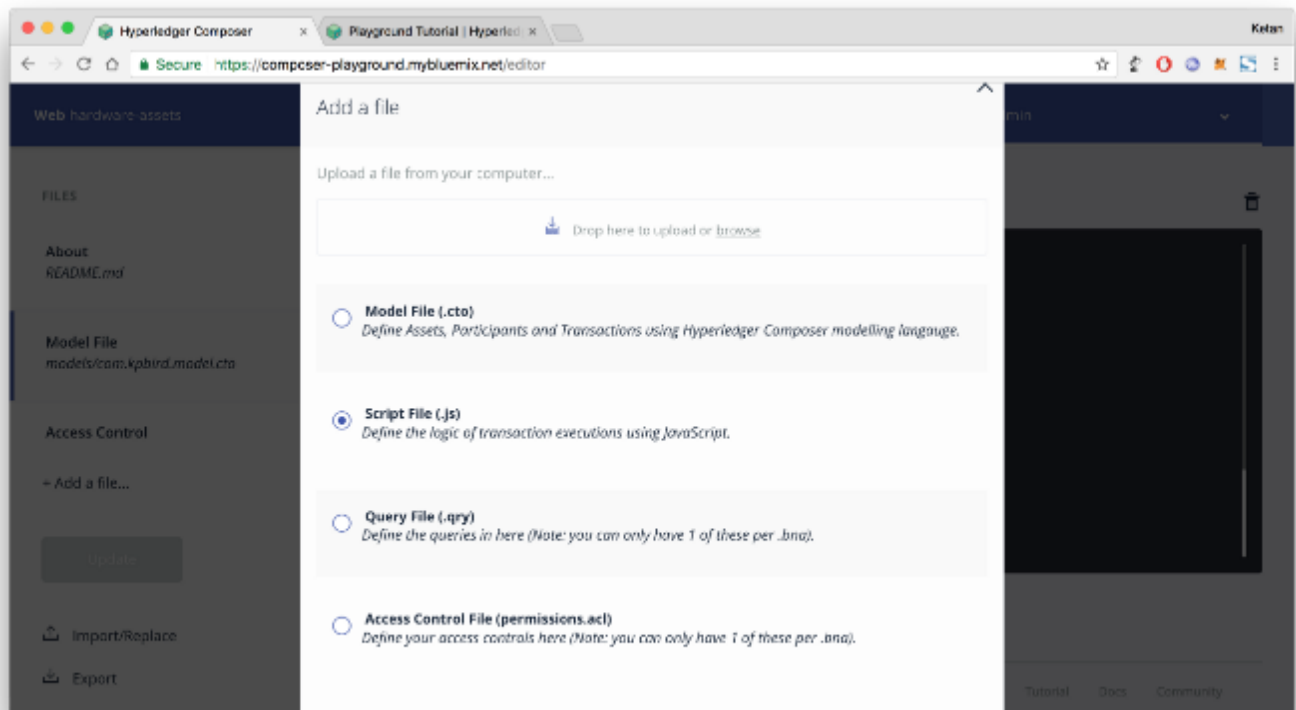 Hyperledger Composer
Playground Tutorial | Hyperled
Ketan
Secure https://composer-playground.mybluemix.net/editor
Web hardware-assets
Add a file
min
Upload a file from your computer...
Drop here to upload or browse
FILES
About
README.md
Model File
models/com.kpbird.model.cto
Access Control
+ Add a file...
Update
Import/Replace
Export
Model File (.cto)
Define Assets, Participants and Transactions using Hyperledger Composer modelling langauge.
Script File (.js)
Define the logic of transaction executions using JavaScript.
Query File (.qry)
Define the queries in here (Note: you can only have 1 of these per .bna).
Access Control File (permissions.acl)
Define your access controls here (Note: you can only have 1 of these per .bna).
Tutorial Docs Community